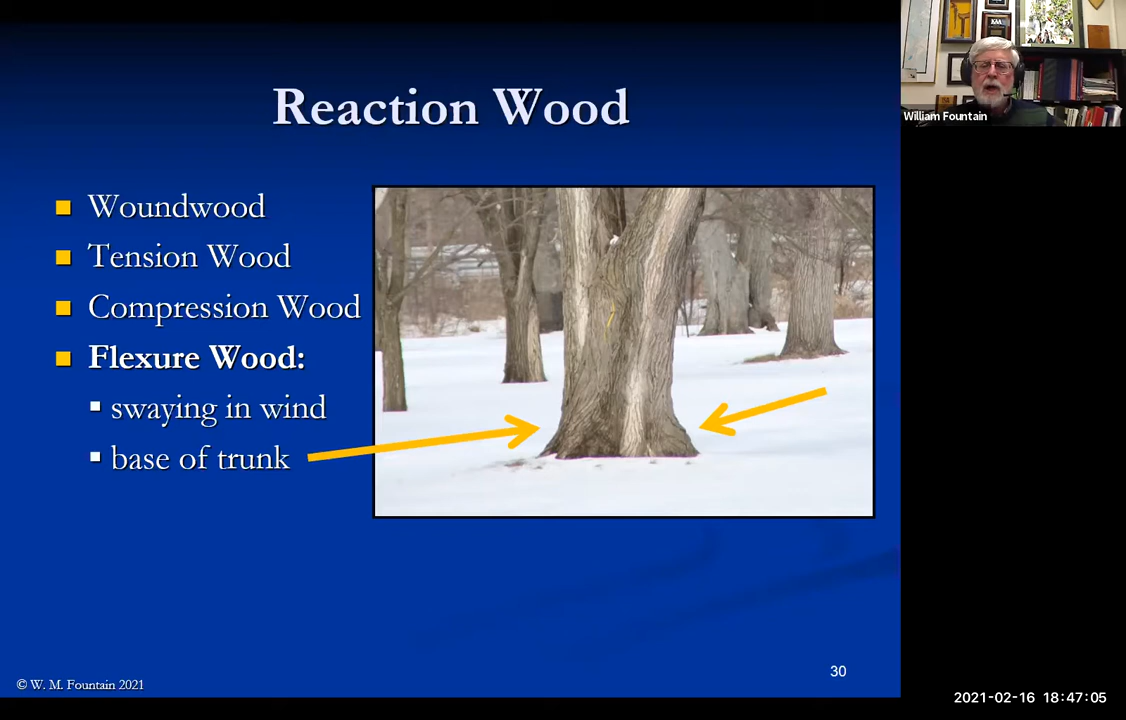 Reaction Wood
Woundwood
Tension Wood
Compression Wood
Flexure Wood:
swaying in wind
base of trunk
© W. M. Fountain 2021
30
William Fountain
2021-02-16 18:47:05